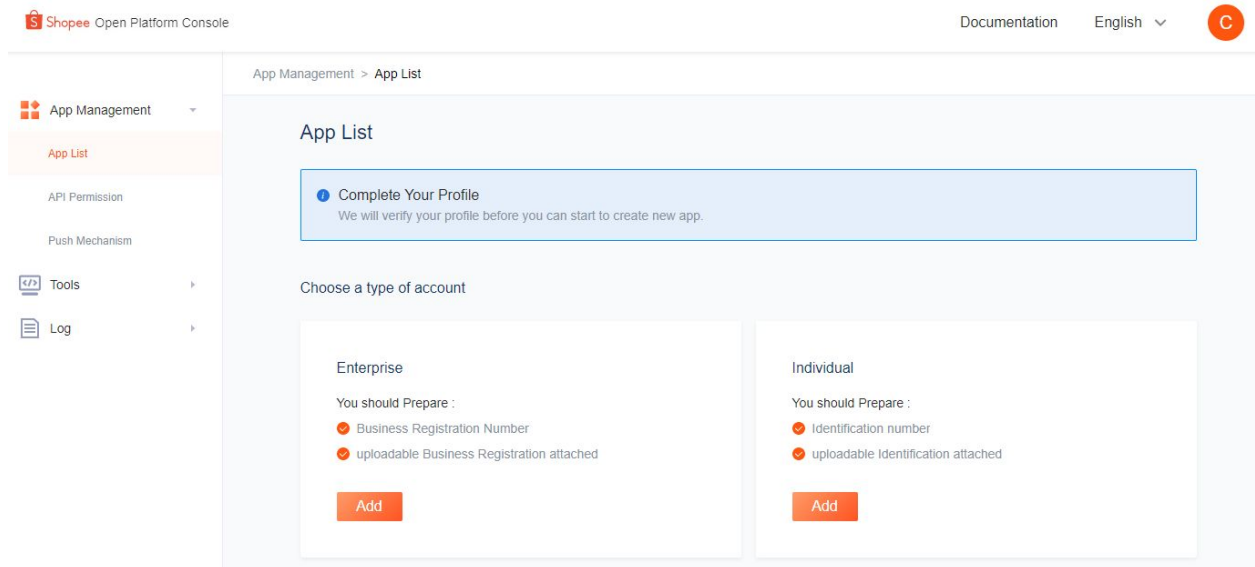 S Shopee Open Platform Console
Documentation
English
C
App Management > App List
App Management
App List
API Permission
Push Mechanism
Tools
Log
App List
Complete Your Profile
We will verify your profile before you can start to create new app.
Choose a type of account
Enterprise
You should Prepare :
Business Registration Number
uploadable Business Registration attached
Add
Individual
You should Prepare :
Identification number
uploadable Identification attached
Add